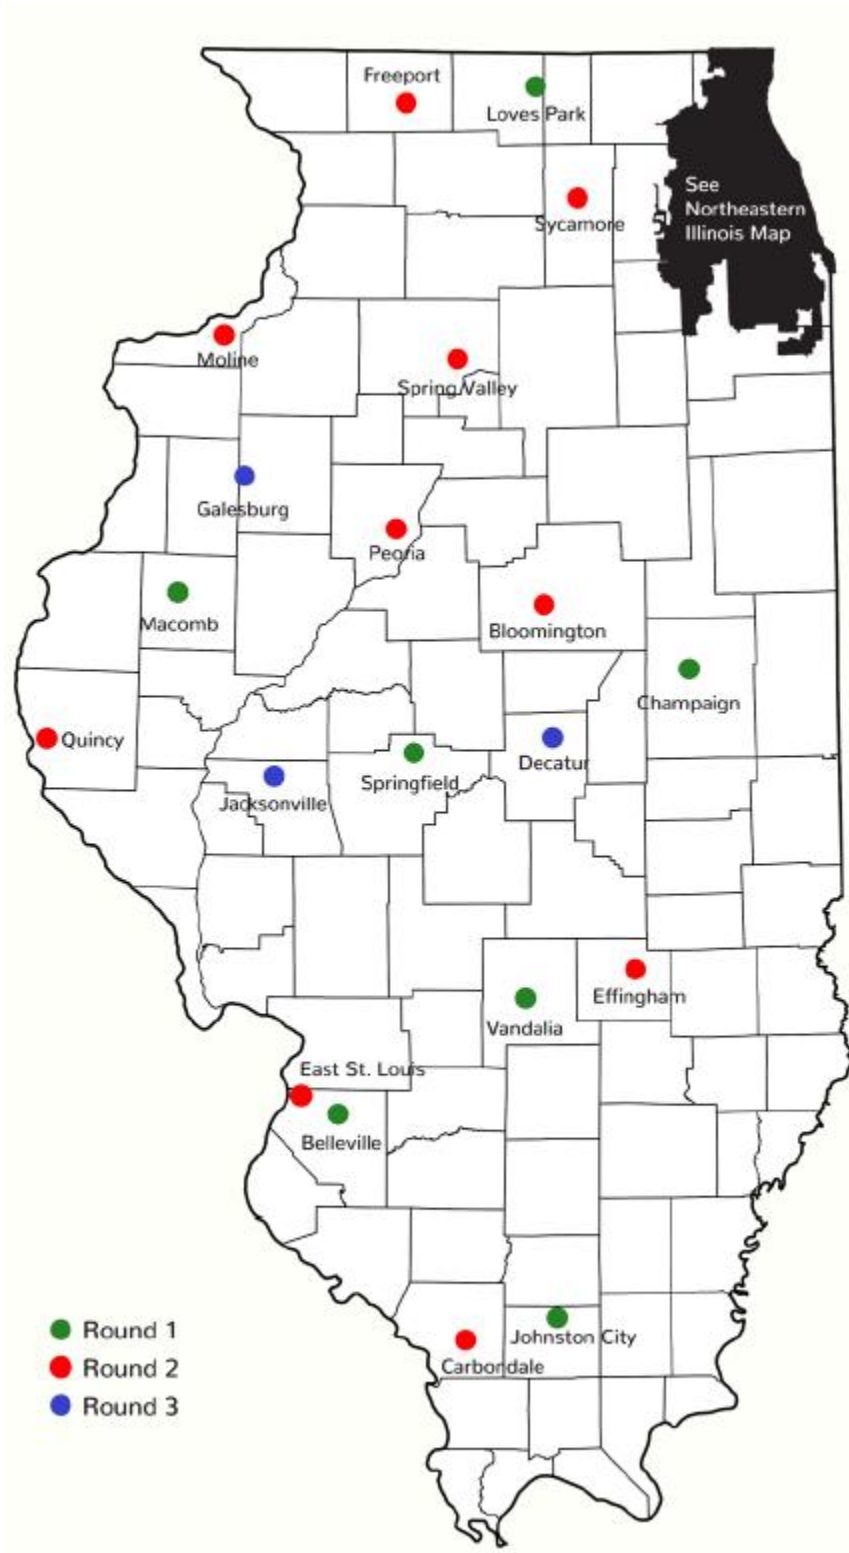 Freeport
Loves Park
See
Northeastern
Illinois Map
Sycamore
Moline
Spring Valley
Galesburg
Peoria
Macomb
Bloomington
Champaign
Quincy
Decatur
Springfield
Jacksonville
Effingham
Vandalia
East St. Louis
Belleville
Round 1
Johnston City
Carbondale
Round 2
Round 3